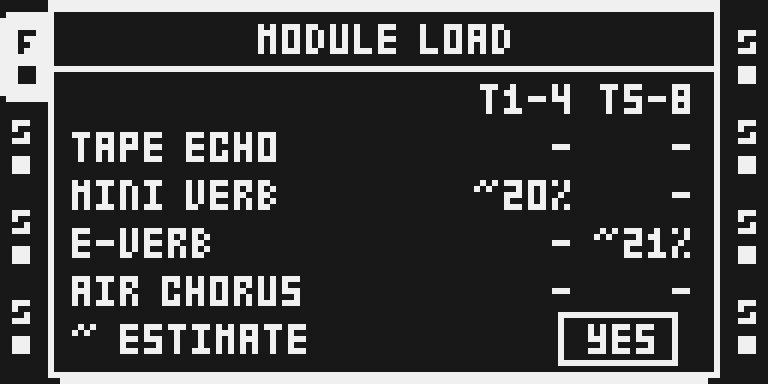 F
S
S
S
MODULE LOAD
T1-4 T5-8
TAPE ECHO - -
MINI VERB ~20% -
E-VERB - ~21%
AIR CHORUS - -
~ ESTIMATE YES
S
S
S
S